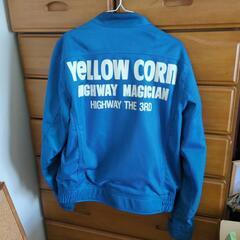 YeLLOW CORN
HIGHWAY MAGICIAN
HIGHWAY THE 3RD